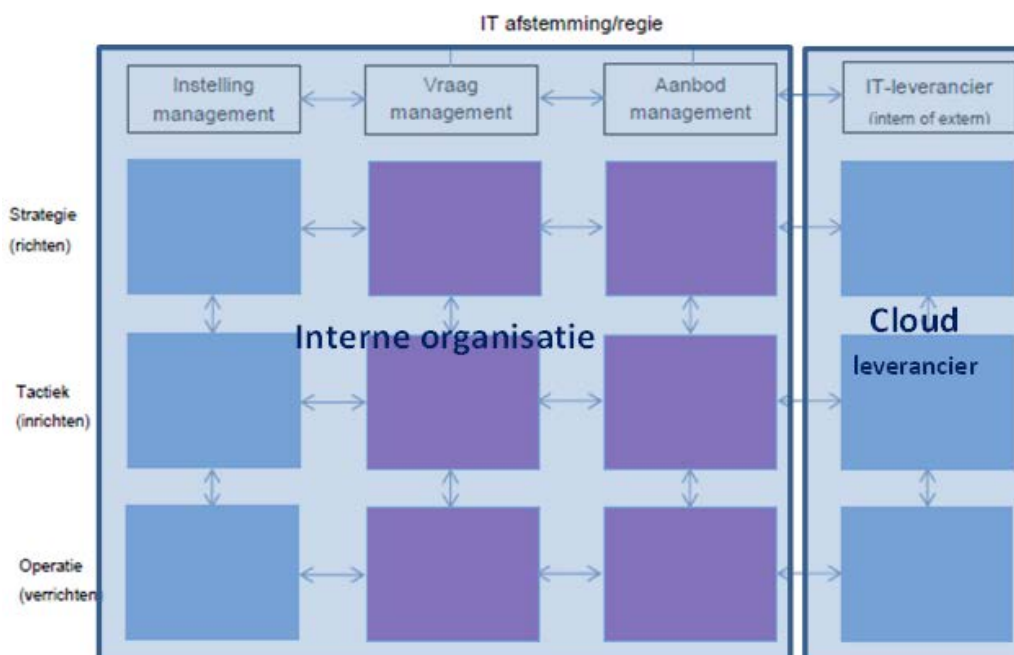 IT afstemming/regie
Instelling
management
Vraag
management
Aanbod
management
IT-leverancier
(intern of extern)
Strategie
(richten)
Interne organisatie
Cloud
leverancier
Tactiek
(inrichten)
Operatie
(verrichten)